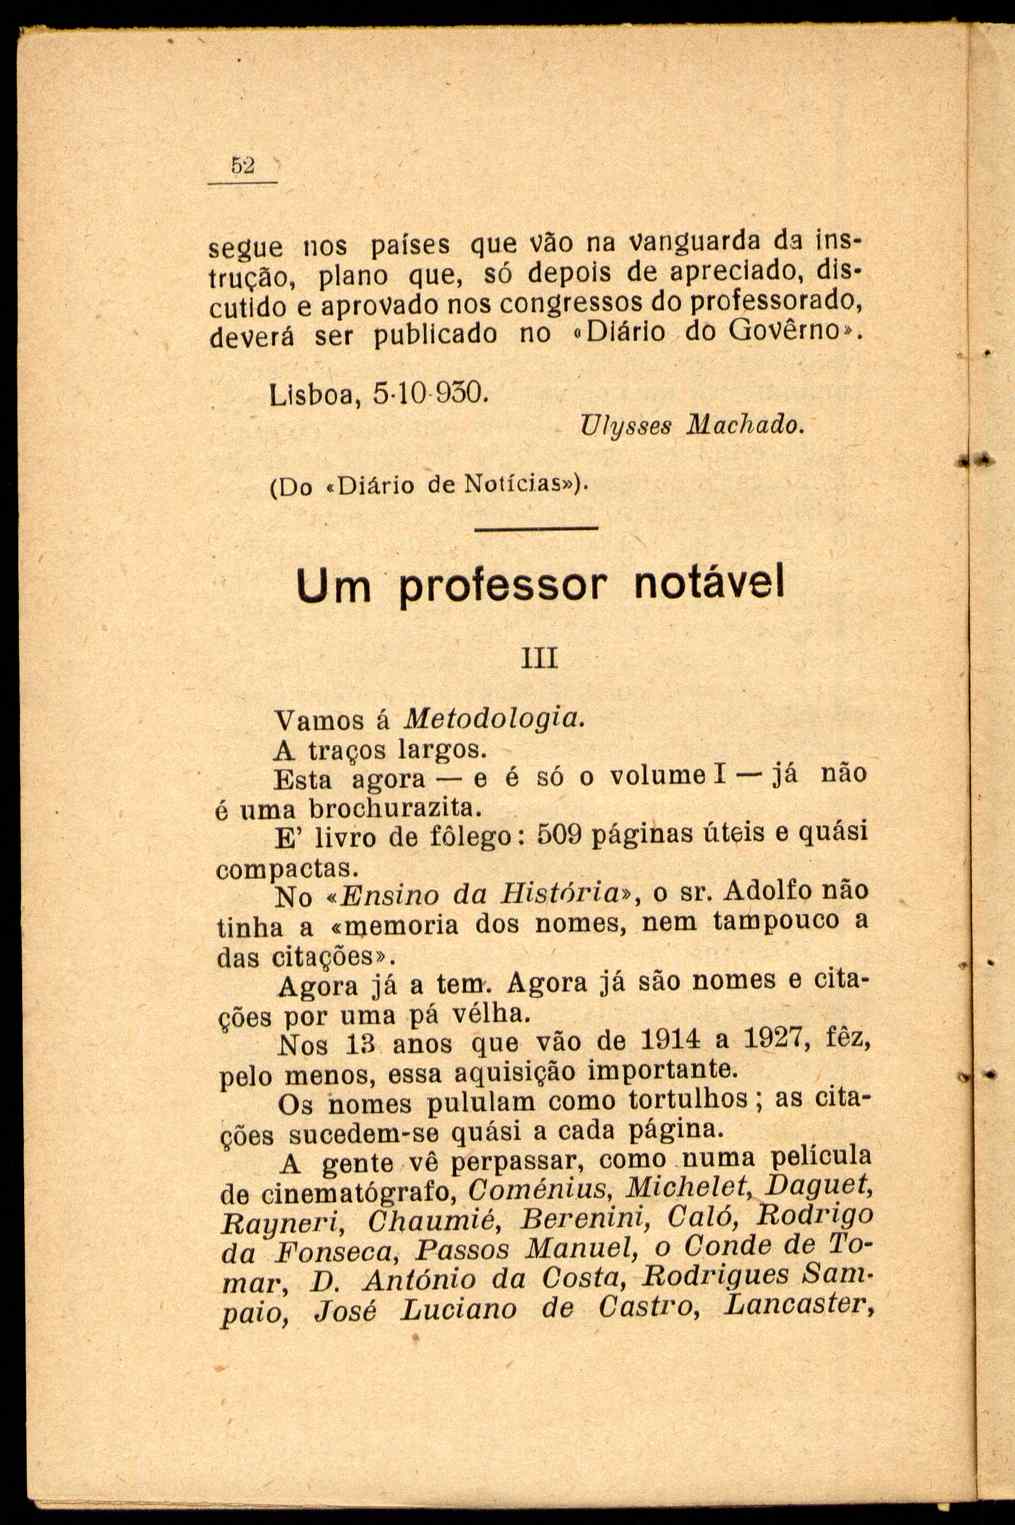 52
segue nos países que vão na vanguarda da ins-
trução, plano que, só depois de apreciado, dis-
cutido e aprovado nos congressos do professorado,
deverá ser publicado no «Diário do Govêrno».
Lisboa, 5-10-930.
Ulysses Machado.
(Do «Diário de Notícias»).
Um professor notável
III
Vamos á Metodologia.
A traços largos.
Esta agora — e é só o volume I — já não
é uma brochurazita.
E' livro de fôlego: 509 páginas úteis e quási
compactas.
No «Ensino da História», o sr. Adolfo não
tinha a «memoria dos nomes, nem tampouco a
das citações».
Agora já a tem. Agora já são nomes e cita-
ções por uma pá vélha.
Nos 13 anos que vão de 1914 a 1927, fêz,
pelo menos, essa aquisição importante.
Os nomes pululam como tortulhos; as cita-
ções sucedem-se quási a cada página.
A gente vê perpassar, como numa película
de cinematógrafo, Coménius, Michelet, Daguet,
Rayneri, Chaumié, Berenini, Caló, Rodrigo
da Fonseca, Passos Manuel, o Conde de To-
mar, D. António da Costa, Rodrigues Sam-
paio, José Luciano de Castro, Lancaster,